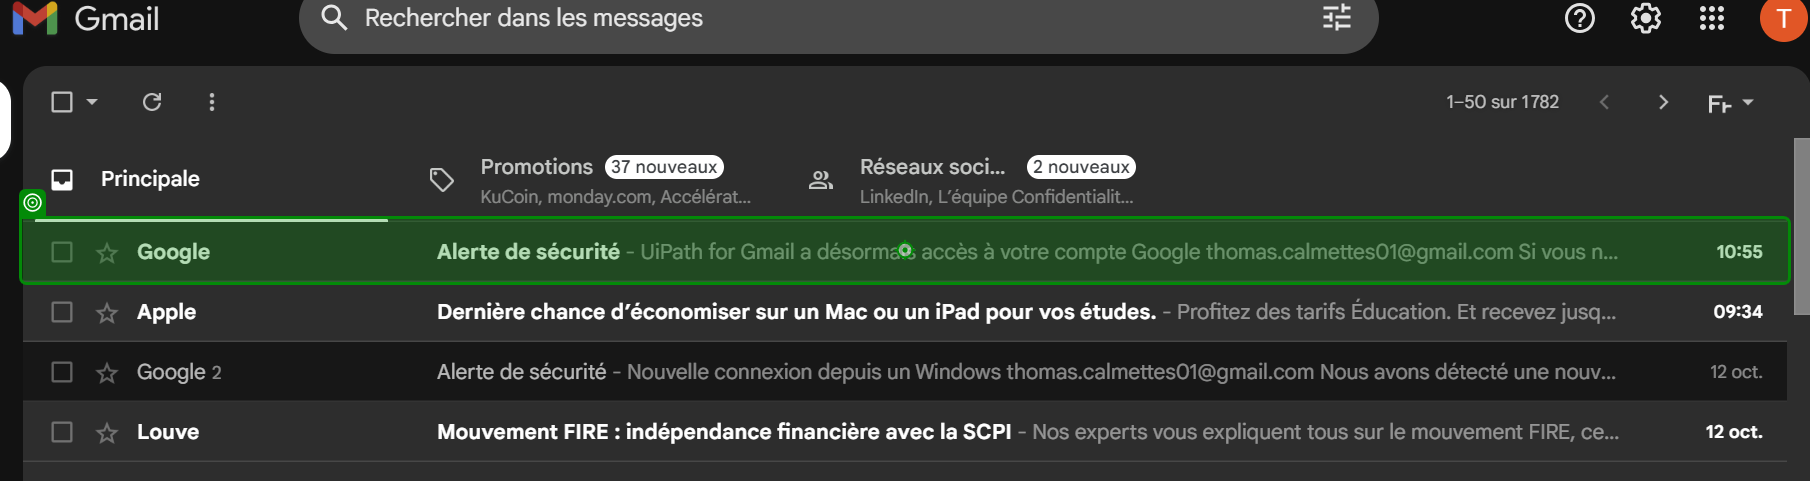 Gmail
Rechercher dans les messages
T
1–50 sur 1782
Principale
Promotions 37 nouveaux
KuCoin, monday.com, Accélérat...
Réseaux soci... 2 nouveaux
LinkedIn, L’équipe Confidentialit...
Google Alerte de sécurité - UiPath for Gmail a désormais accès à votre compte Google thomas.calmettes01@gmail.com Si vous n... 10:55
Apple Dernière chance d’économiser sur un Mac ou un iPad pour vos études. - Profitez des tarifs Éducation. Et recevez jusq... 09:34
Google 2 Alerte de sécurité - Nouvelle connexion depuis un Windows thomas.calmettes01@gmail.com Nous avons détecté une nouv... 12 oct.
Louve Mouvement FIRE : indépendance financière avec la SCPI - Nos experts vous expliquent tous sur le mouvement FIRE, ce... 12 oct.